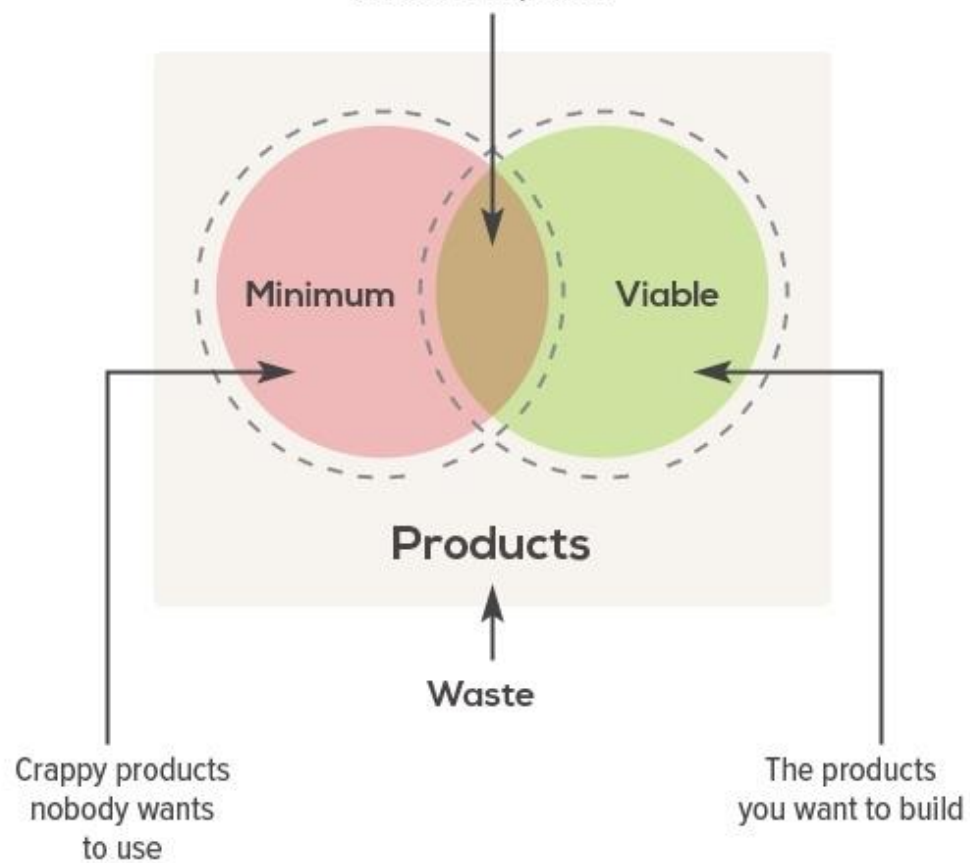 Minimum
Viable
Products
Waste
Crappy products
nobody wants
to use
The products
you want to build